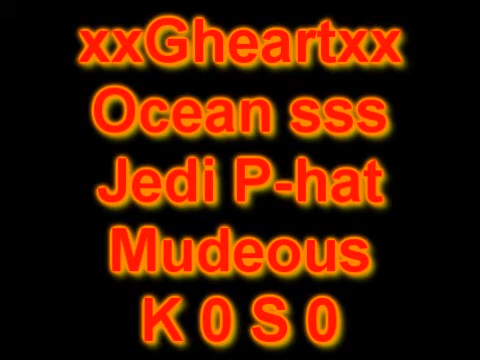 xxGheartxx
Ocean sss
Jedi P-hat
Mudeous
K 0 S 0